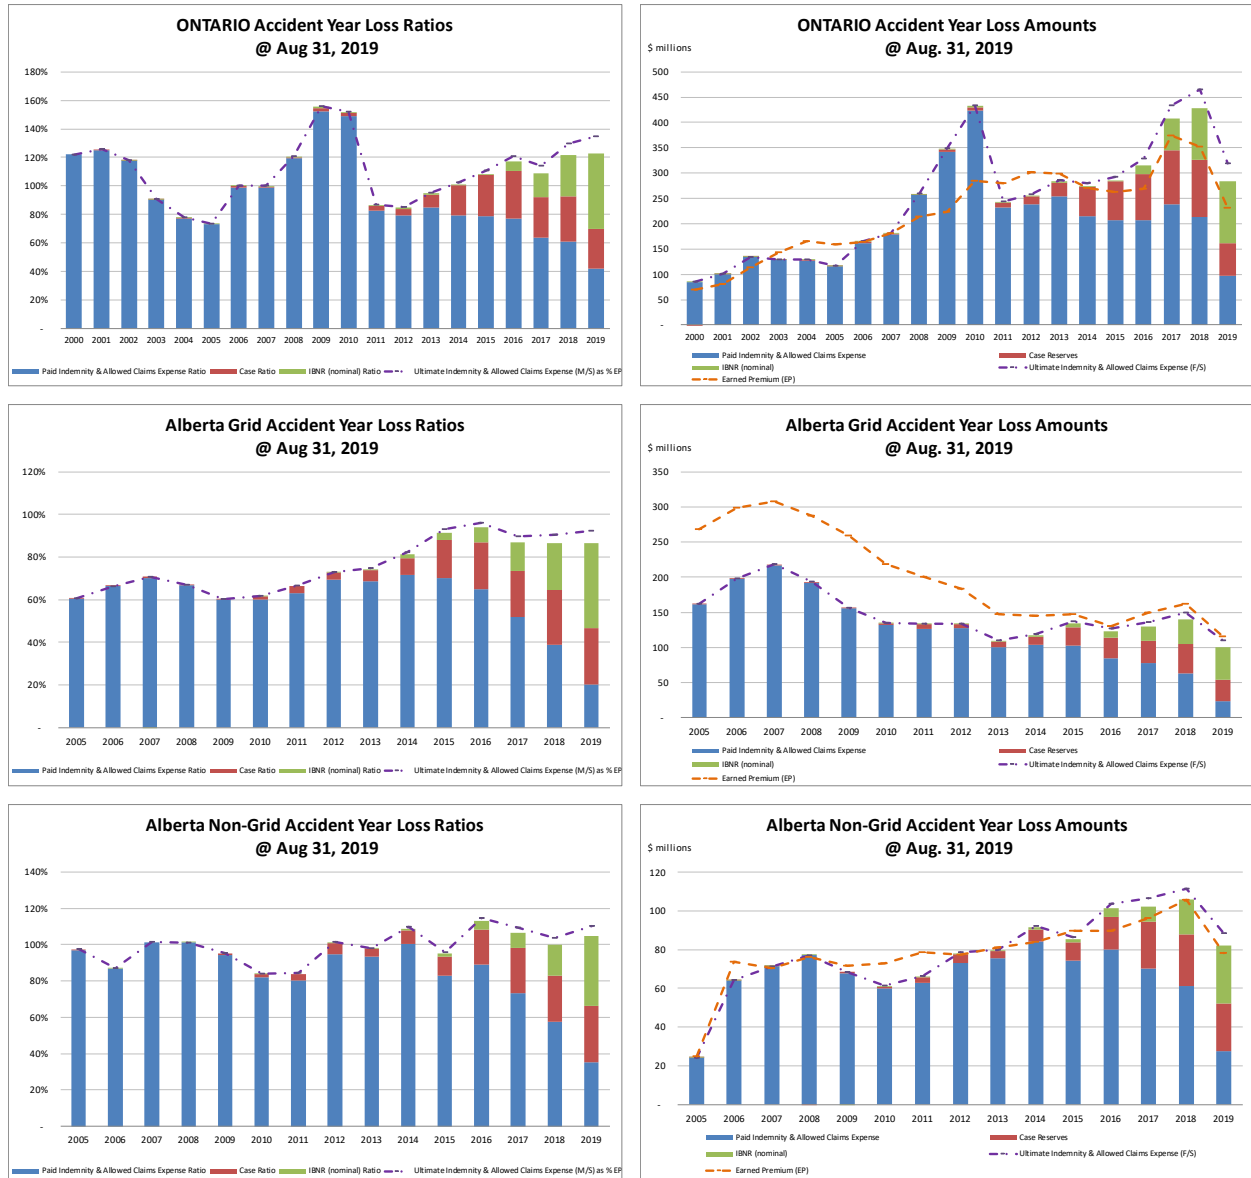 ONTARIO Accident Year Loss Ratios
@ Aug 31, 2019
180%
160%
140%
120%
100%
80%
60%
40%
20%
-
2000 2001 2002 2003 2004 2005 2006 2007 2008 2009 2010 2011 2012 2013 2014 2015 2016 2017 2018 2019
Paid Indemnity & Allowed Claims Expense Ratio Case Ratio IBNR (nominal) Ratio Ultimate Indemnity & Allowed Claims Expense (M/S) as % EP
ONTARIO Accident Year Loss Amounts
@ Aug. 31, 2019
$ millions
500
450
400
350
300
250
200
150
100
50
-
2000 2001 2002 2003 2004 2005 2006 2007 2008 2009 2010 2011 2012 2013 2014 2015 2016 2017 2018 2019
Paid Indemnity & Allowed Claims Expense Case Reserves
IBNR (nominal) Ultimate Indemnity & Allowed Claims Expense (F/S)
Earned Premium (EP)
Alberta Grid Accident Year Loss Ratios
@ Aug 31, 2019
120%
100%
80%
60%
40%
20%
-
2005 2006 2007 2008 2009 2010 2011 2012 2013 2014 2015 2016 2017 2018 2019
Paid Indemnity & Allowed Claims Expense Ratio Case Ratio IBNR (nominal) Ratio Ultimate Indemnity & Allowed Claims Expense (M/S) as % EP
Alberta Grid Accident Year Loss Amounts
@ Aug. 31, 2019
$ millions
350
300
250
200
150
100
50
-
2005 2006 2007 2008 2009 2010 2011 2012 2013 2014 2015 2016 2017 2018 2019
Paid Indemnity & Allowed Claims Expense Case Reserves
IBNR (nominal) Ultimate Indemnity & Allowed Claims Expense (F/S)
Earned Premium (EP)
Alberta Non-Grid Accident Year Loss Ratios
@ Aug 31, 2019
140%
120%
100%
80%
60%
40%
20%
-
2005 2006 2007 2008 2009 2010 2011 2012 2013 2014 2015 2016 2017 2018 2019
Paid Indemnity & Allowed Claims Expense Ratio Case Ratio IBNR (nominal) Ratio Ultimate Indemnity & Allowed Claims Expense (M/S) as % EP
Alberta Non-Grid Accident Year Loss Amounts
@ Aug. 31, 2019
$ millions
120
100
80
60
40
20
-
2005 2006 2007 2008 2009 2010 2011 2012 2013 2014 2015 2016 2017 2018 2019
Paid Indemnity & Allowed Claims Expense Case Reserves
IBNR (nominal) Ultimate Indemnity & Allowed Claims Expense (F/S)
Earned Premium (EP)